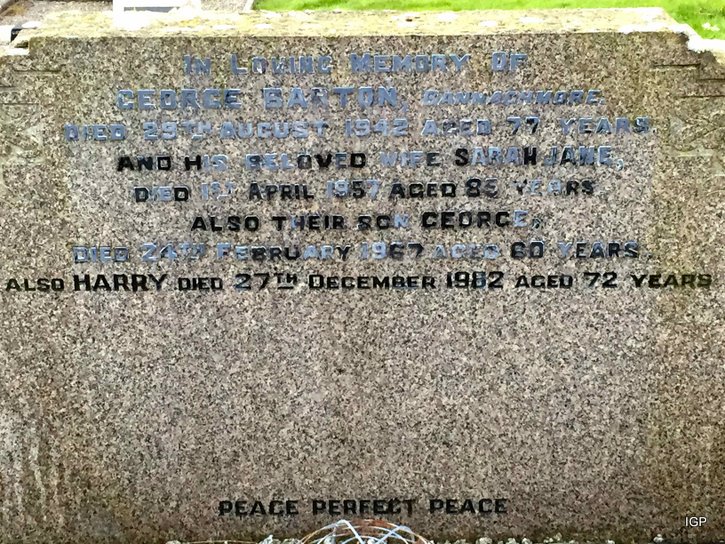 In Loving Memory Of
GEORGE BARTON,
DIED 29TH AUGUST 1942 AGED 77 YEARS
AND HIS BELOVED WIFE SARAH JANE,
DIED 1ST APRIL 1957 AGED 85 YEARS
ALSO THEIR SON GEORGE,
DIED 24TH FEBRUARY 1967 AGED 60 YEARS,
ALSO HARRY DIED 27TH DECEMBER 1982 AGED 72 YEARS
PEACE PERFECT PEACE
IGP